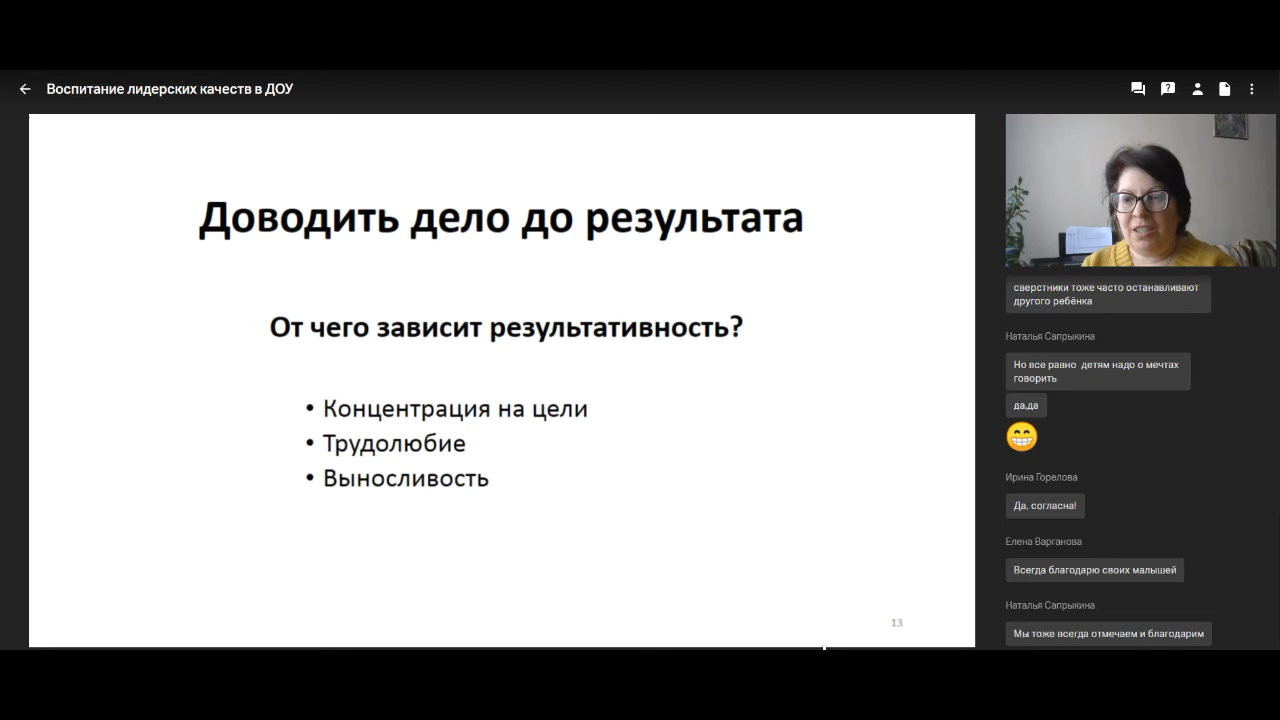 Воспитание лидерских качеств в ДОУ
Доводить дело до результата
От чего зависит результативность?
• Концентрация на цели
• Трудолюбие
• Выносливость
13
сверстники тоже часто останавливают
другого ребёнка
Наталья Сапрыкина
Но все равно детям надо о мечтах
говорить
да,да
Ирина Горелова
Да, согласна!
Елена Варганова
Всегда благодарю своих малышей
Наталья Сапрыкина
Мы тоже всегда отмечаем и благодарим